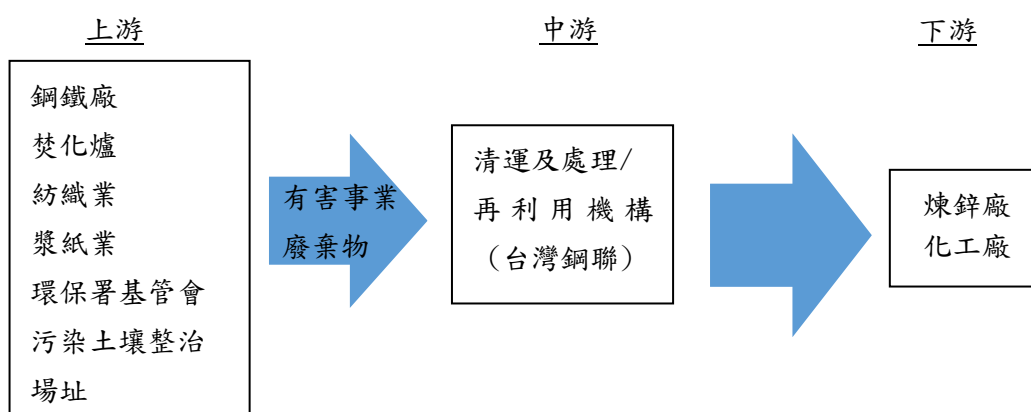 上游
鋼鐵廠
焚化爐
紡織業
漿紙業
環保署基管會
污染土壤整治
場址
有害事業
廢棄物
中游
清運及處理/
再利用機構
(台灣鋼聯)
下游
煉鋅廠
化工廠